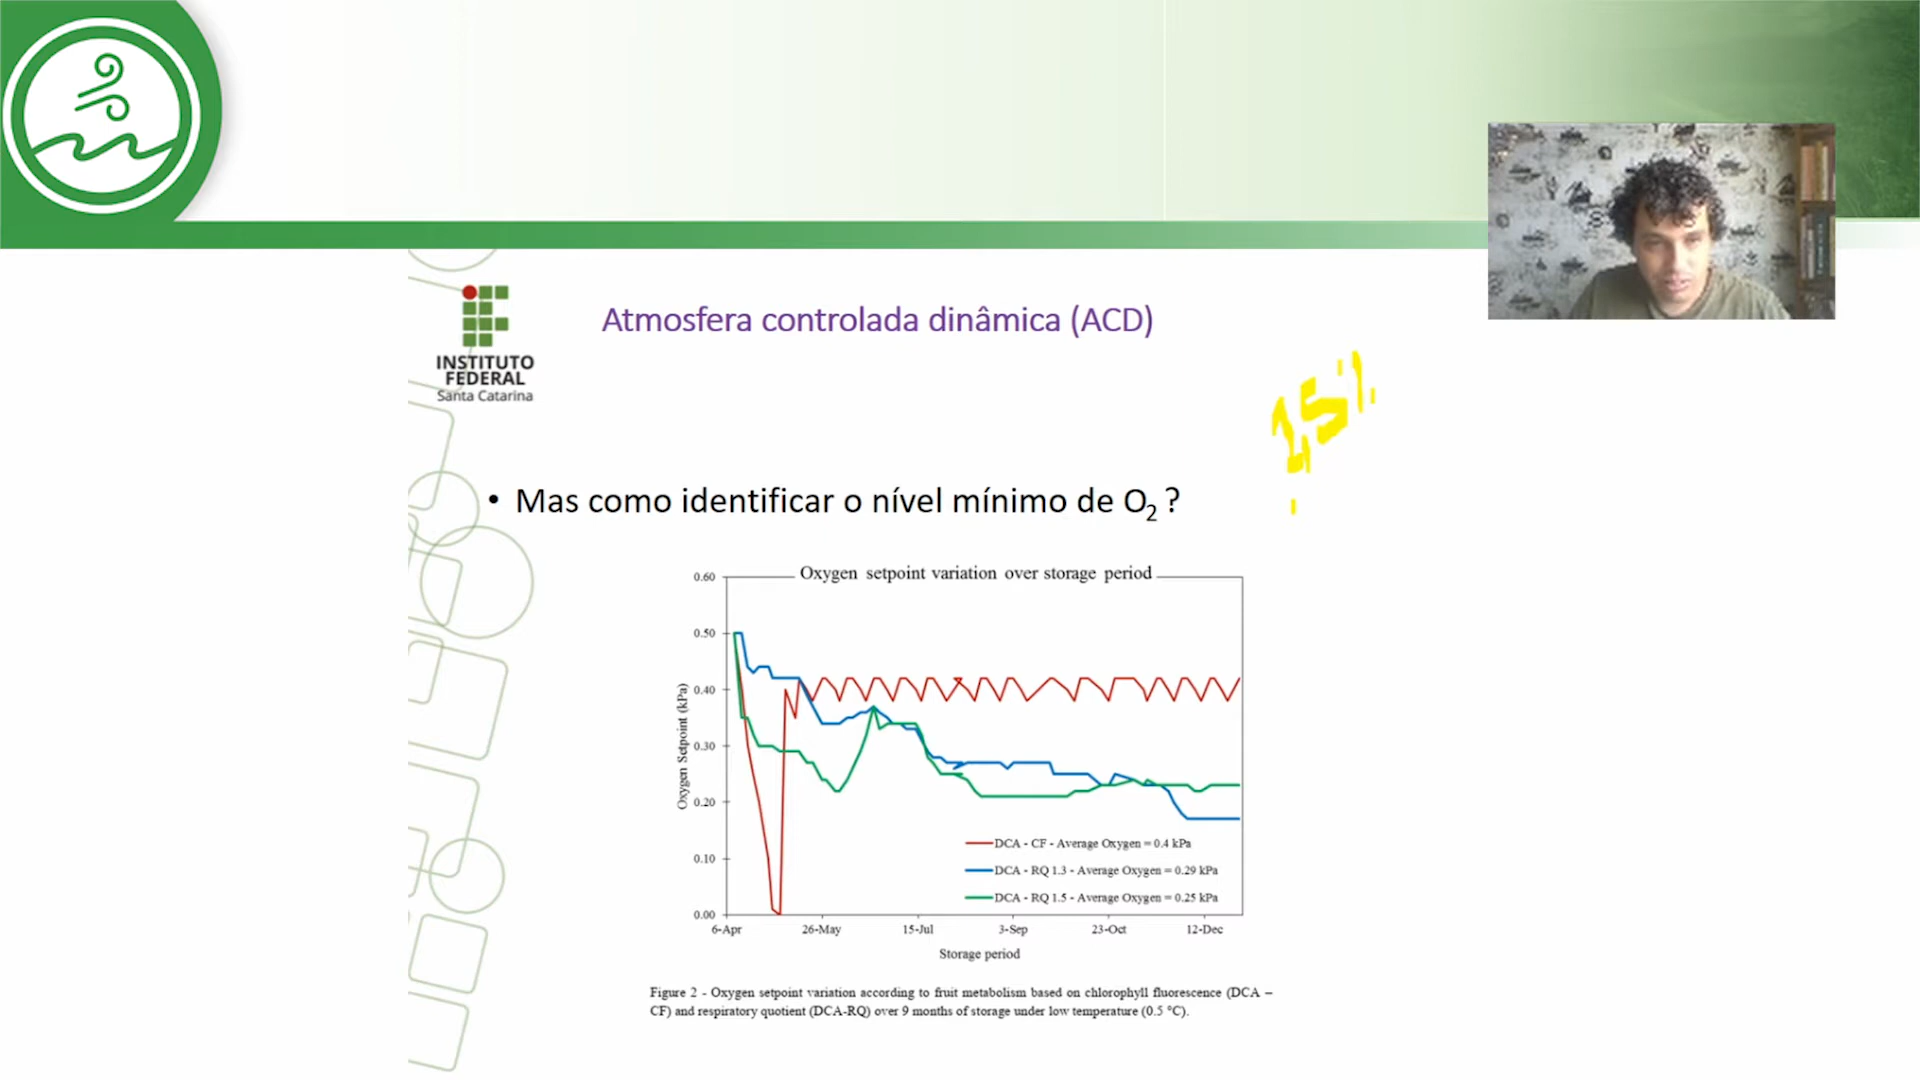 INSTITUTO
FEDERAL
Santa Catarina
Atmosfera controlada dinâmica (ACD)
1,5%
• Mas como identificar o nível mínimo de O2 ?
Oxygen setpoint variation over storage period
Oxygen Setpoint (kPa)
0.60
0.50
0.40
0.30
0.20
0.10
0.00
DCA - CF - Average Oxygen = 0.4 kPa
DCA - RQ 1.3 - Average Oxygen = 0.29 kPa
DCA - RQ 1.5 - Average Oxygen = 0.25 kPa
6-Apr 26-May 15-Jul 3-Sep 23-Oct 12-Dec
Storage period
Figure 2 - Oxygen setpoint variation according to fruit metabolism based on chlorophyll fluorescence (DCA –
CF) and respiratory quotient (DCA-RQ) over 9 months of storage under low temperature (0.5 °C).